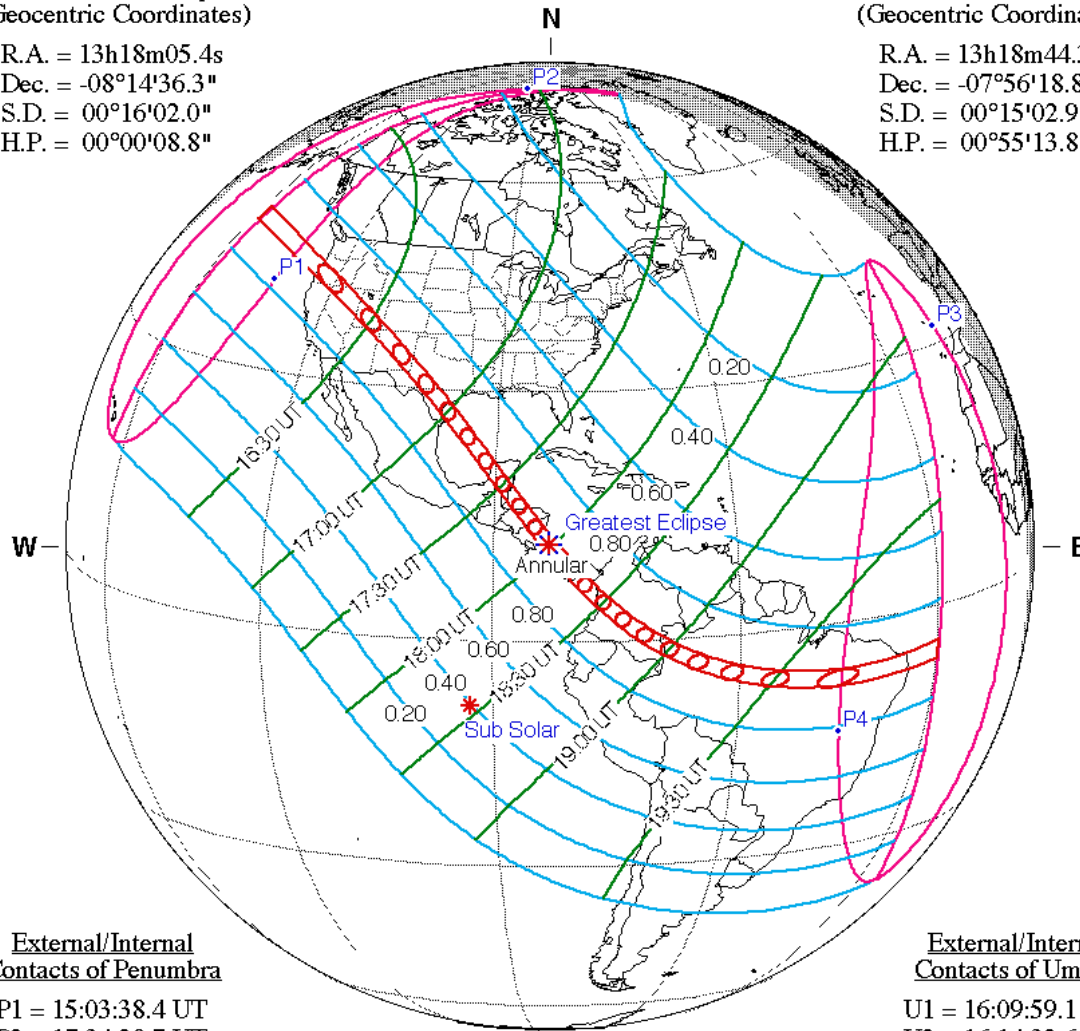 Geocentric Coordinates)
R.A. = 13h18m05.4s
Dec. = -08°14'36.3"
S.D. = 00°16'02.0"
H.P. = 00°00'08.8"
N
(Geocentric Coordina
R.A. = 13h18m44.
Dec. = -07°56'18.8
S.D. = 00°15'02.9
H.P. = 00°55'13.8
P2
P1
P3
0.20
0.40
16:30 UT
0.60
17:00 UT
Greatest Eclipse
W
0.80
E
Annular
17:30 UT
0.80
18:00 UT
0.60
18:30 UT
0.40
0.20
Sub Solar
P4
19:00 UT
19:30 UT
External/Internal
Contacts of Penumbra
P1 = 15:03:38.4 UT
External/Intern
Contacts of Um
U1 = 16:09:59.1